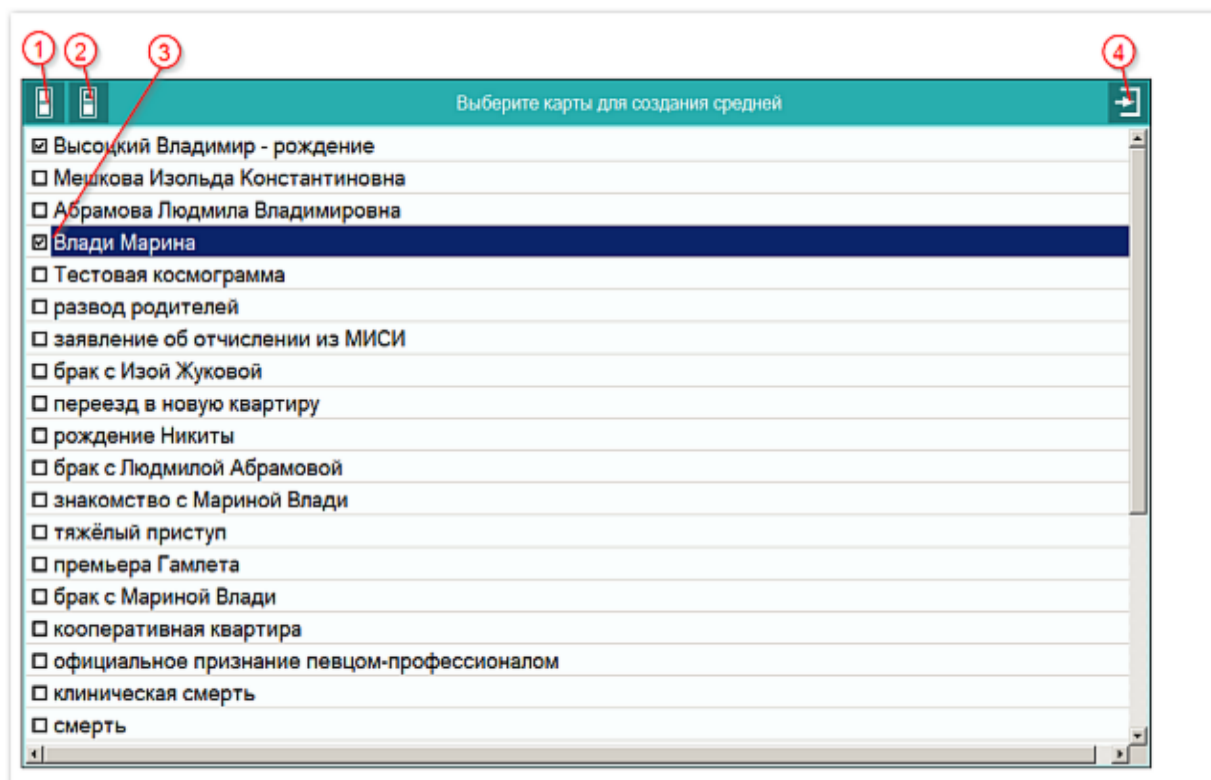 1 2 3 4
Выберите карты для создания средней
Высоцкий Владимир - рождение
Мешкова Изольда Константиновна
Абрамова Людмила Владимировна
Влади Марина
Тестовая космограмма
развод родителей
заявление об отчислении из МИСИ
брак с Изой Жуковой
переезд в новую квартиру
рождение Никиты
брак с Людмилой Абрамовой
знакомство с Мариной Влади
тяжёлый приступ
премьера Гамлета
брак с Мариной Влади
кооперативная квартира
официальное признание певцом-профессионалом
клиническая смерть
смерть